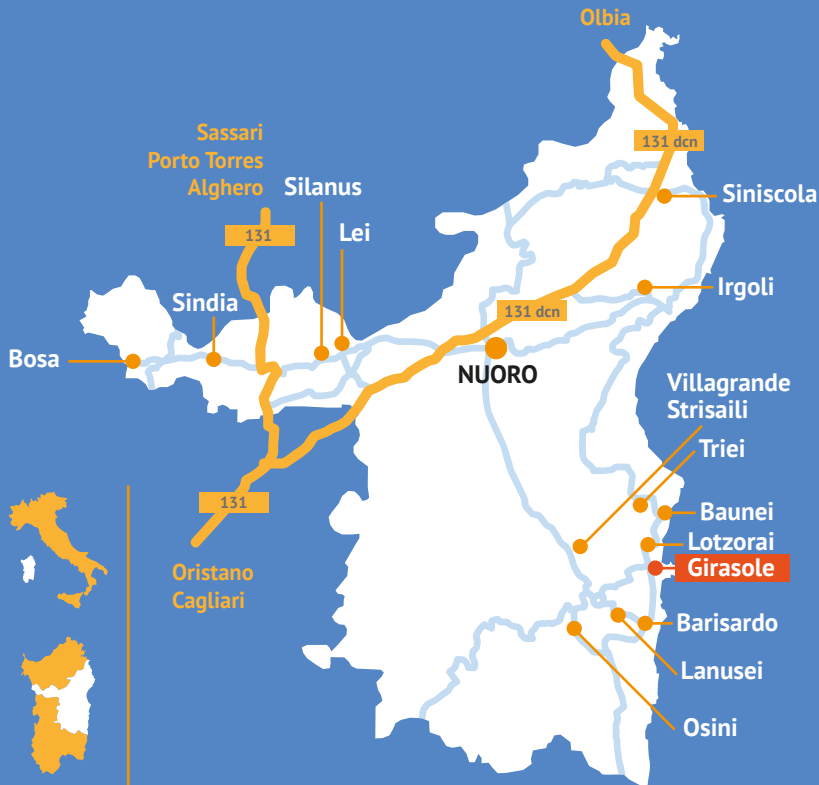 Olbia
Sassari
Porto Torres
Alghero
131 dcn
Silanus
Siniscola
131
Lei
Irgoli
Sindia
131 dcn
Bosa
NUORO
Villagrande
Strisaili
Triei
131
Baunei
Lotzorai
Girasole
Oristano
Cagliari
Barisardo
Lanusei
Osini